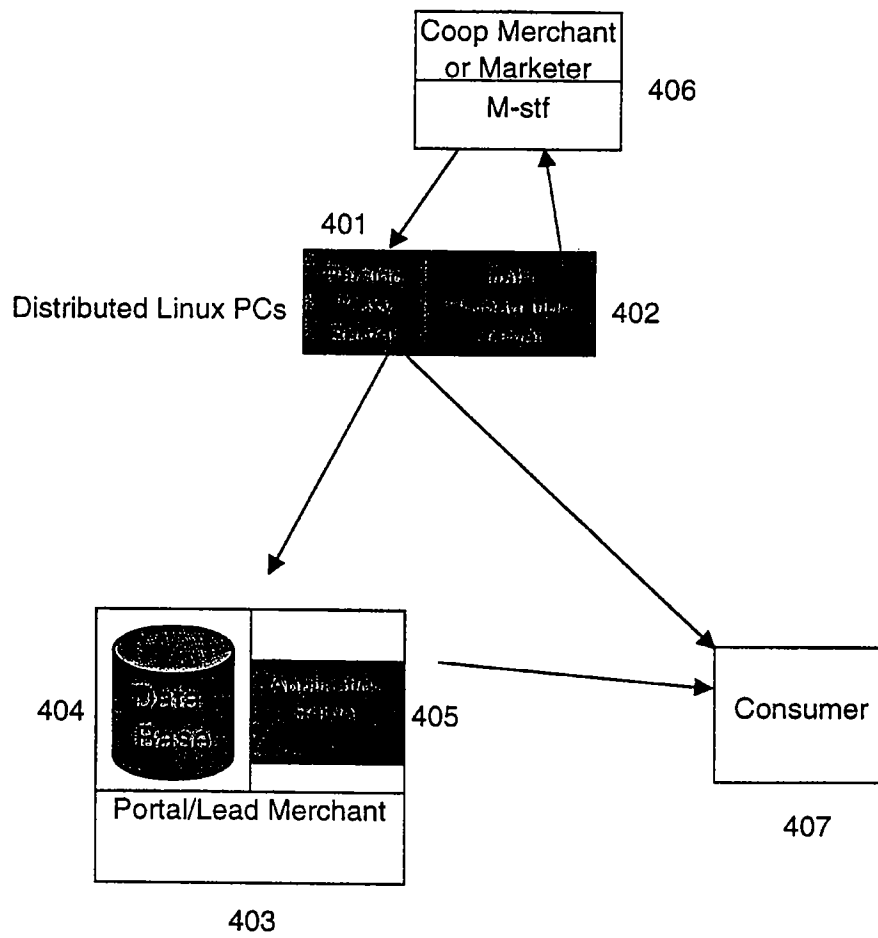 Coop Merchant
or Marketer
M-stf
406
401
Distributed Linux PCs
402
404
Data
Base
Application
405
Portal/Lead Merchant
403
Consumer
407